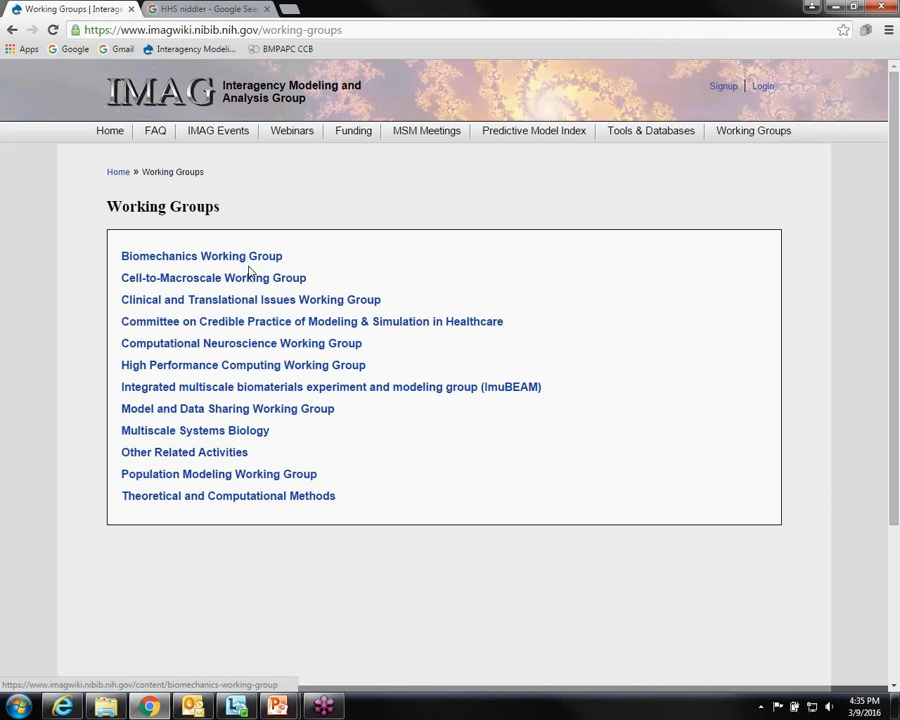 Working Groups | Interage
HHS niddler - Google Sear
https://www.imagwiki.nibib.nih.gov/working-groups
Apps Google Gmail Interagency Modeli... BMPAPC CCB
IMAG Interagency Modeling and
Analysis Group
Signup Login
Home FAQ IMAG Events Webinars Funding MSM Meetings Predictive Model Index Tools & Databases Working Groups
Home » Working Groups
Working Groups
Biomechanics Working Group
Cell-to-Macroscale Working Group
Clinical and Translational Issues Working Group
Committee on Credible Practice of Modeling & Simulation in Healthcare
Computational Neuroscience Working Group
High Performance Computing Working Group
Integrated multiscale biomaterials experiment and modeling group (ImuBEAM)
Model and Data Sharing Working Group
Multiscale Systems Biology
Other Related Activities
Population Modeling Working Group
Theoretical and Computational Methods
https://www.imagwiki.nibib.nih.gov/content/biomechanics-working-group
4:35 PM
3/9/2016